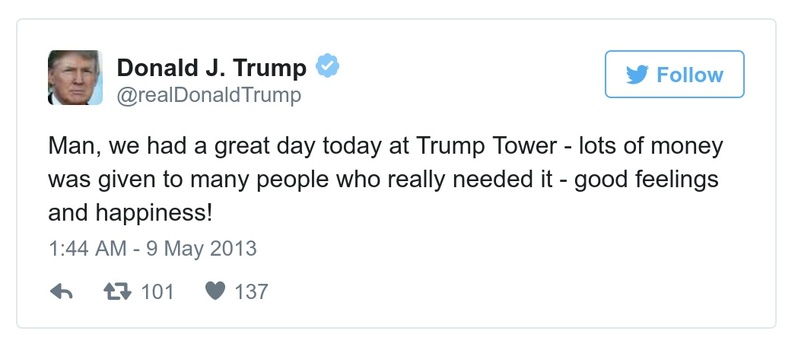 Donald J. Trump
@realDonaldTrump
Follow
Man, we had a great day today at Trump Tower - lots of money
was given to many people who really needed it - good feelings
and happiness!
1:44 AM - 9 May 2013
101 137